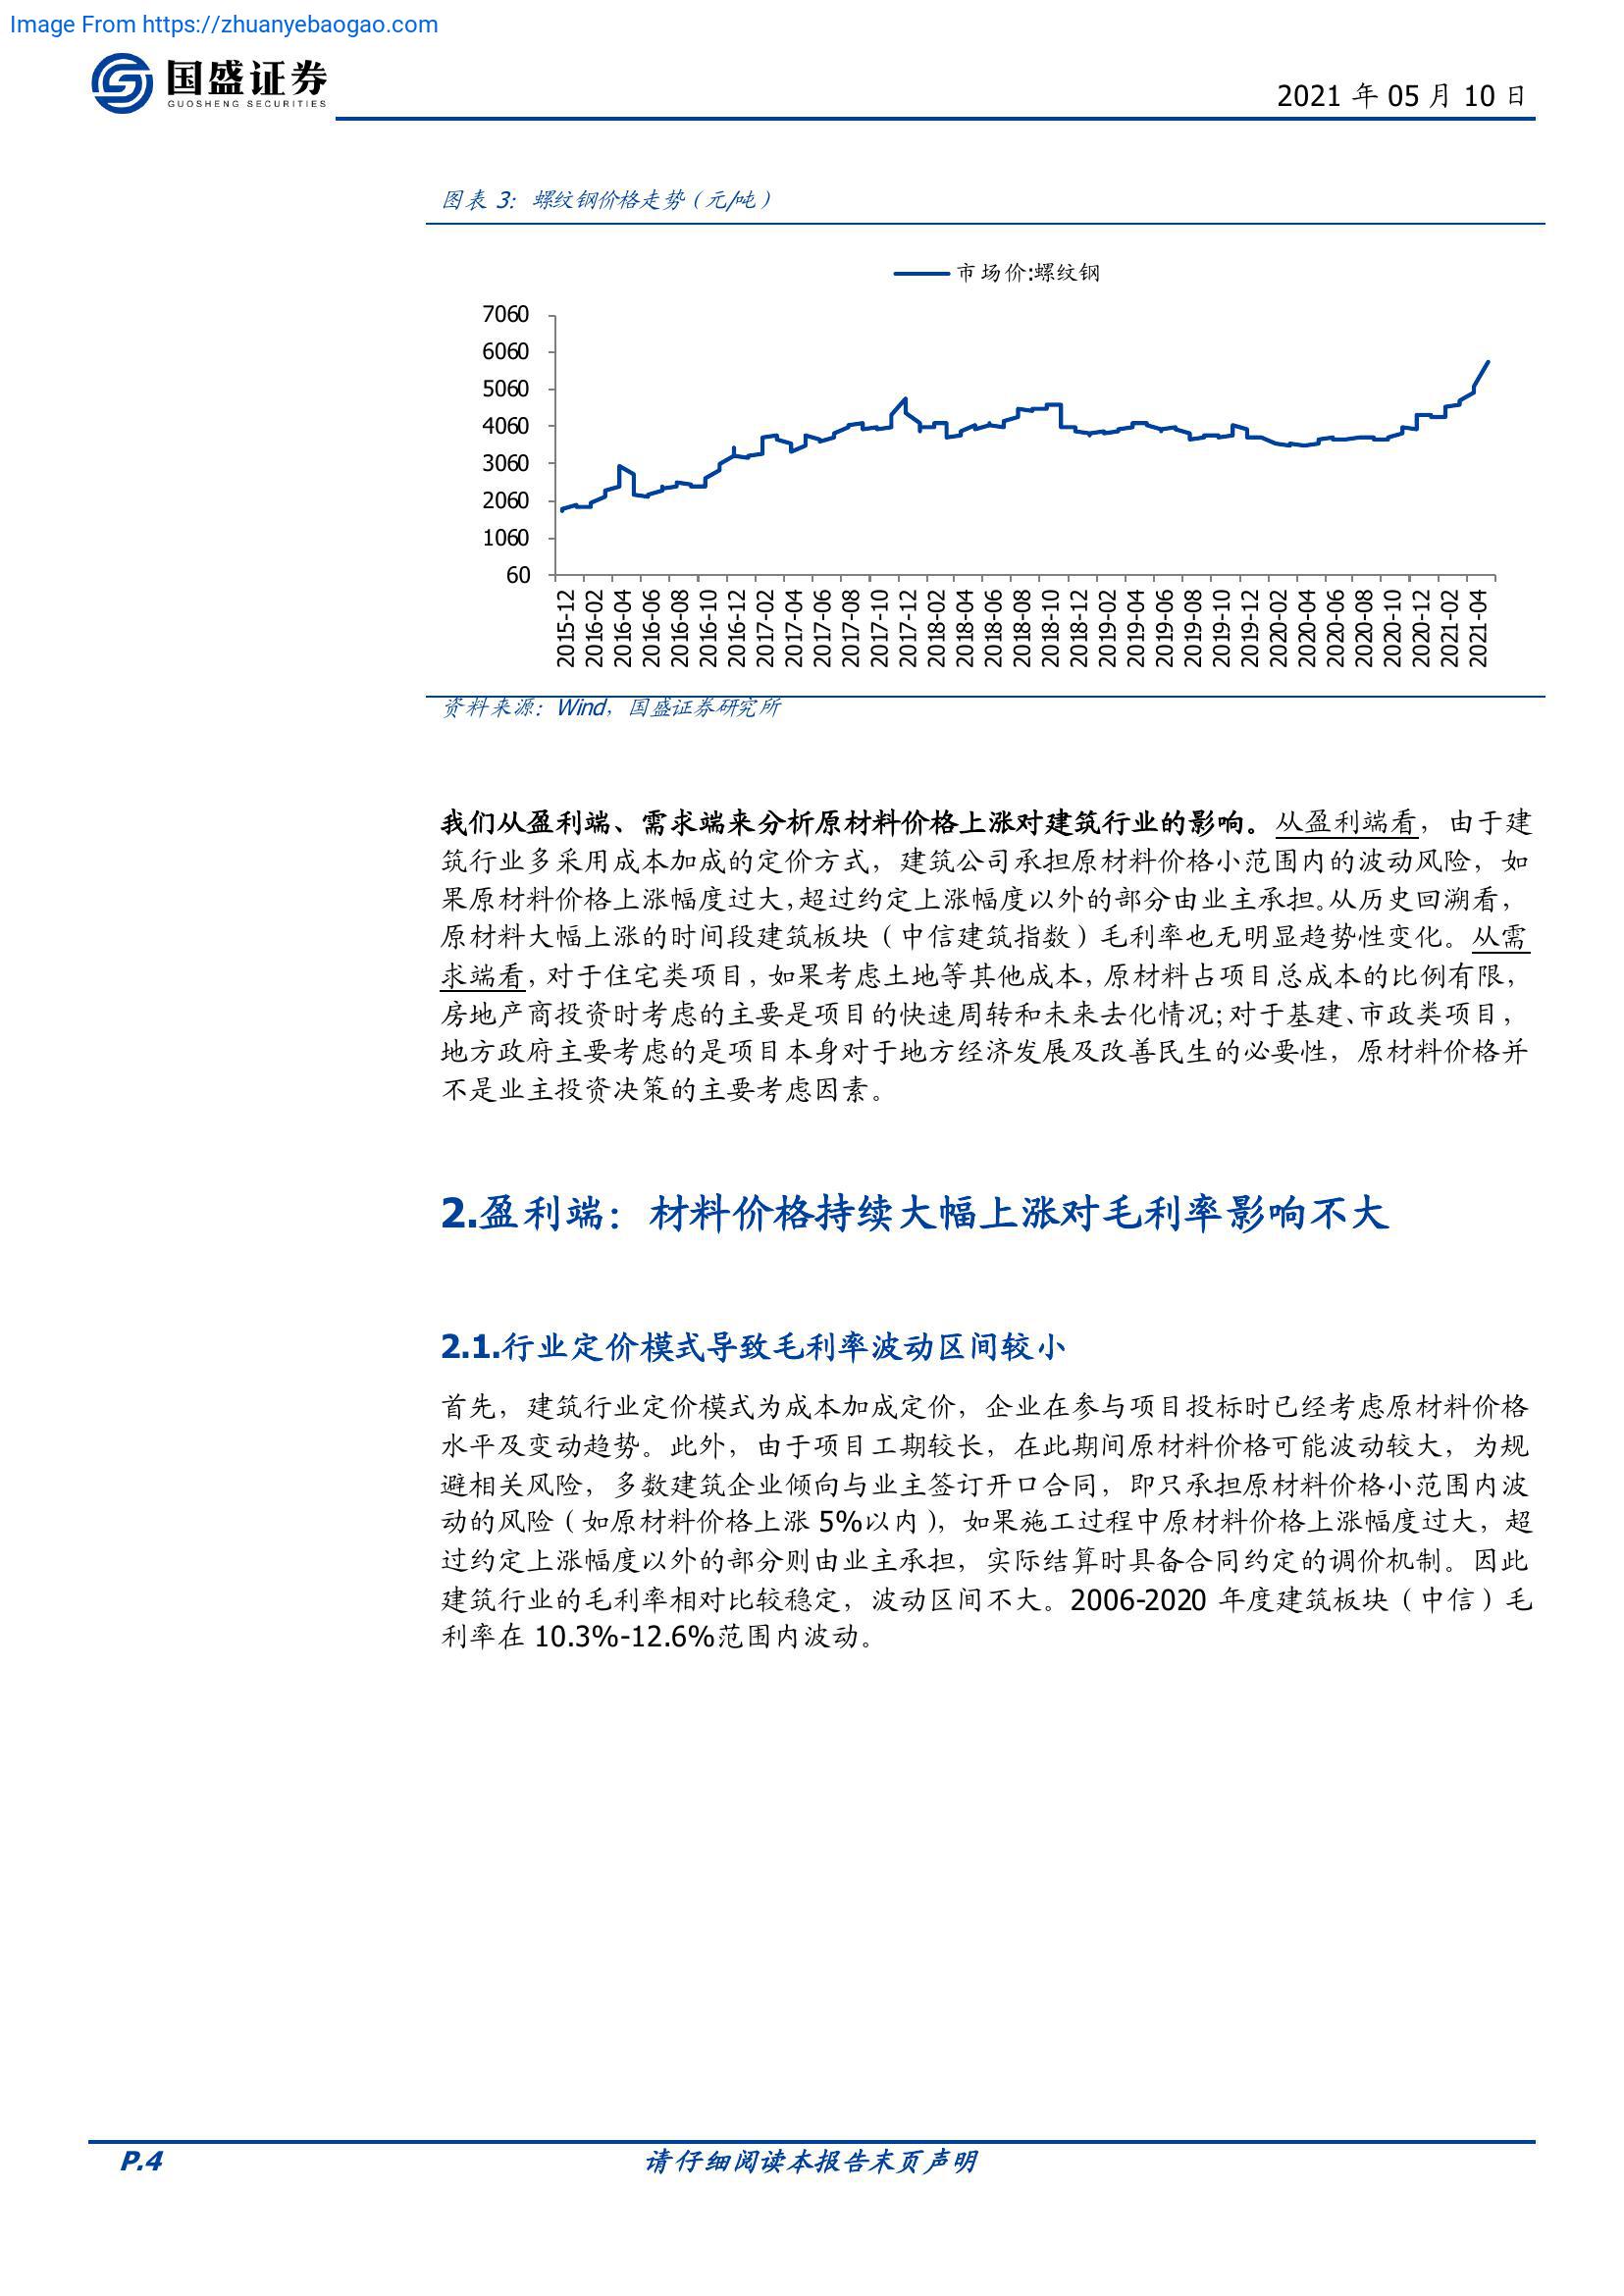 Image From https://zhuanyebaogao.com
国盛证券
GUOSHENG SECURITIES
2021 年 05 月 10 日
图表 3: 螺纹钢价格走势（元/吨）
市场价:螺纹钢
7060
6060
5060
4060
3060
2060
1060
60
2015-12
2016-02
2016-04
2016-06
2016-08
2016-10
2016-12
2017-02
2017-04
2017-06
2017-08
2017-10
2017-12
2018-02
2018-04
2018-06
2018-08
2018-10
2018-12
2019-02
2019-04
2019-06
2019-08
2019-10
2019-12
2020-02
2020-04
2020-06
2020-08
2020-10
2020-12
2021-02
2021-04
资料来源：Wind，国盛证券研究所
我们从盈利端、需求端来分析原材料价格上涨对建筑行业的影响。从盈利端看，由于建
筑行业多采用成本加成的定价方式，建筑公司承担原材料价格小范围内的波动风险，如
果原材料价格上涨幅度过大，超过约定上涨幅度以外的部分由业主承担。从历史回溯看，
原材料大幅上涨的时间段建筑板块（中信建筑指数）毛利率也无明显趋势性变化。从需
求端看，对于住宅类项目，如果考虑土地等其他成本，原材料占项目总成本的比例有限，
房地产商投资时考虑的主要是项目的快速周转和未来去化情况；对于基建、市政类项目，
地方政府主要考虑的是项目本身对于地方经济发展及改善民生的必要性，原材料价格并
不是业主投资决策的主要考虑因素。
2.盈利端：材料价格持续大幅上涨对毛利率影响不大
2.1.行业定价模式导致毛利率波动区间较小
首先，建筑行业定价模式为成本加成定价，企业在参与项目投标时已经考虑原材料价格
水平及变动趋势。此外，由于项目工期较长，在此期间原材料价格可能波动较大，为规
避相关风险，多数建筑企业倾向与业主签订开口合同，即只承担原材料价格小范围内波
动的风险（如原材料价格上涨 5%以内），如果施工过程中原材料价格上涨幅度过大，超
过约定上涨幅度以外的部分则由业主承担，实际结算时具备合同约定的调价机制。因此
建筑行业的毛利率相对比较稳定，波动区间不大。2006-2020 年度建筑板块（中信）毛
利率在 10.3%-12.6%范围内波动。
P.4
请仔细阅读本报告末页声明